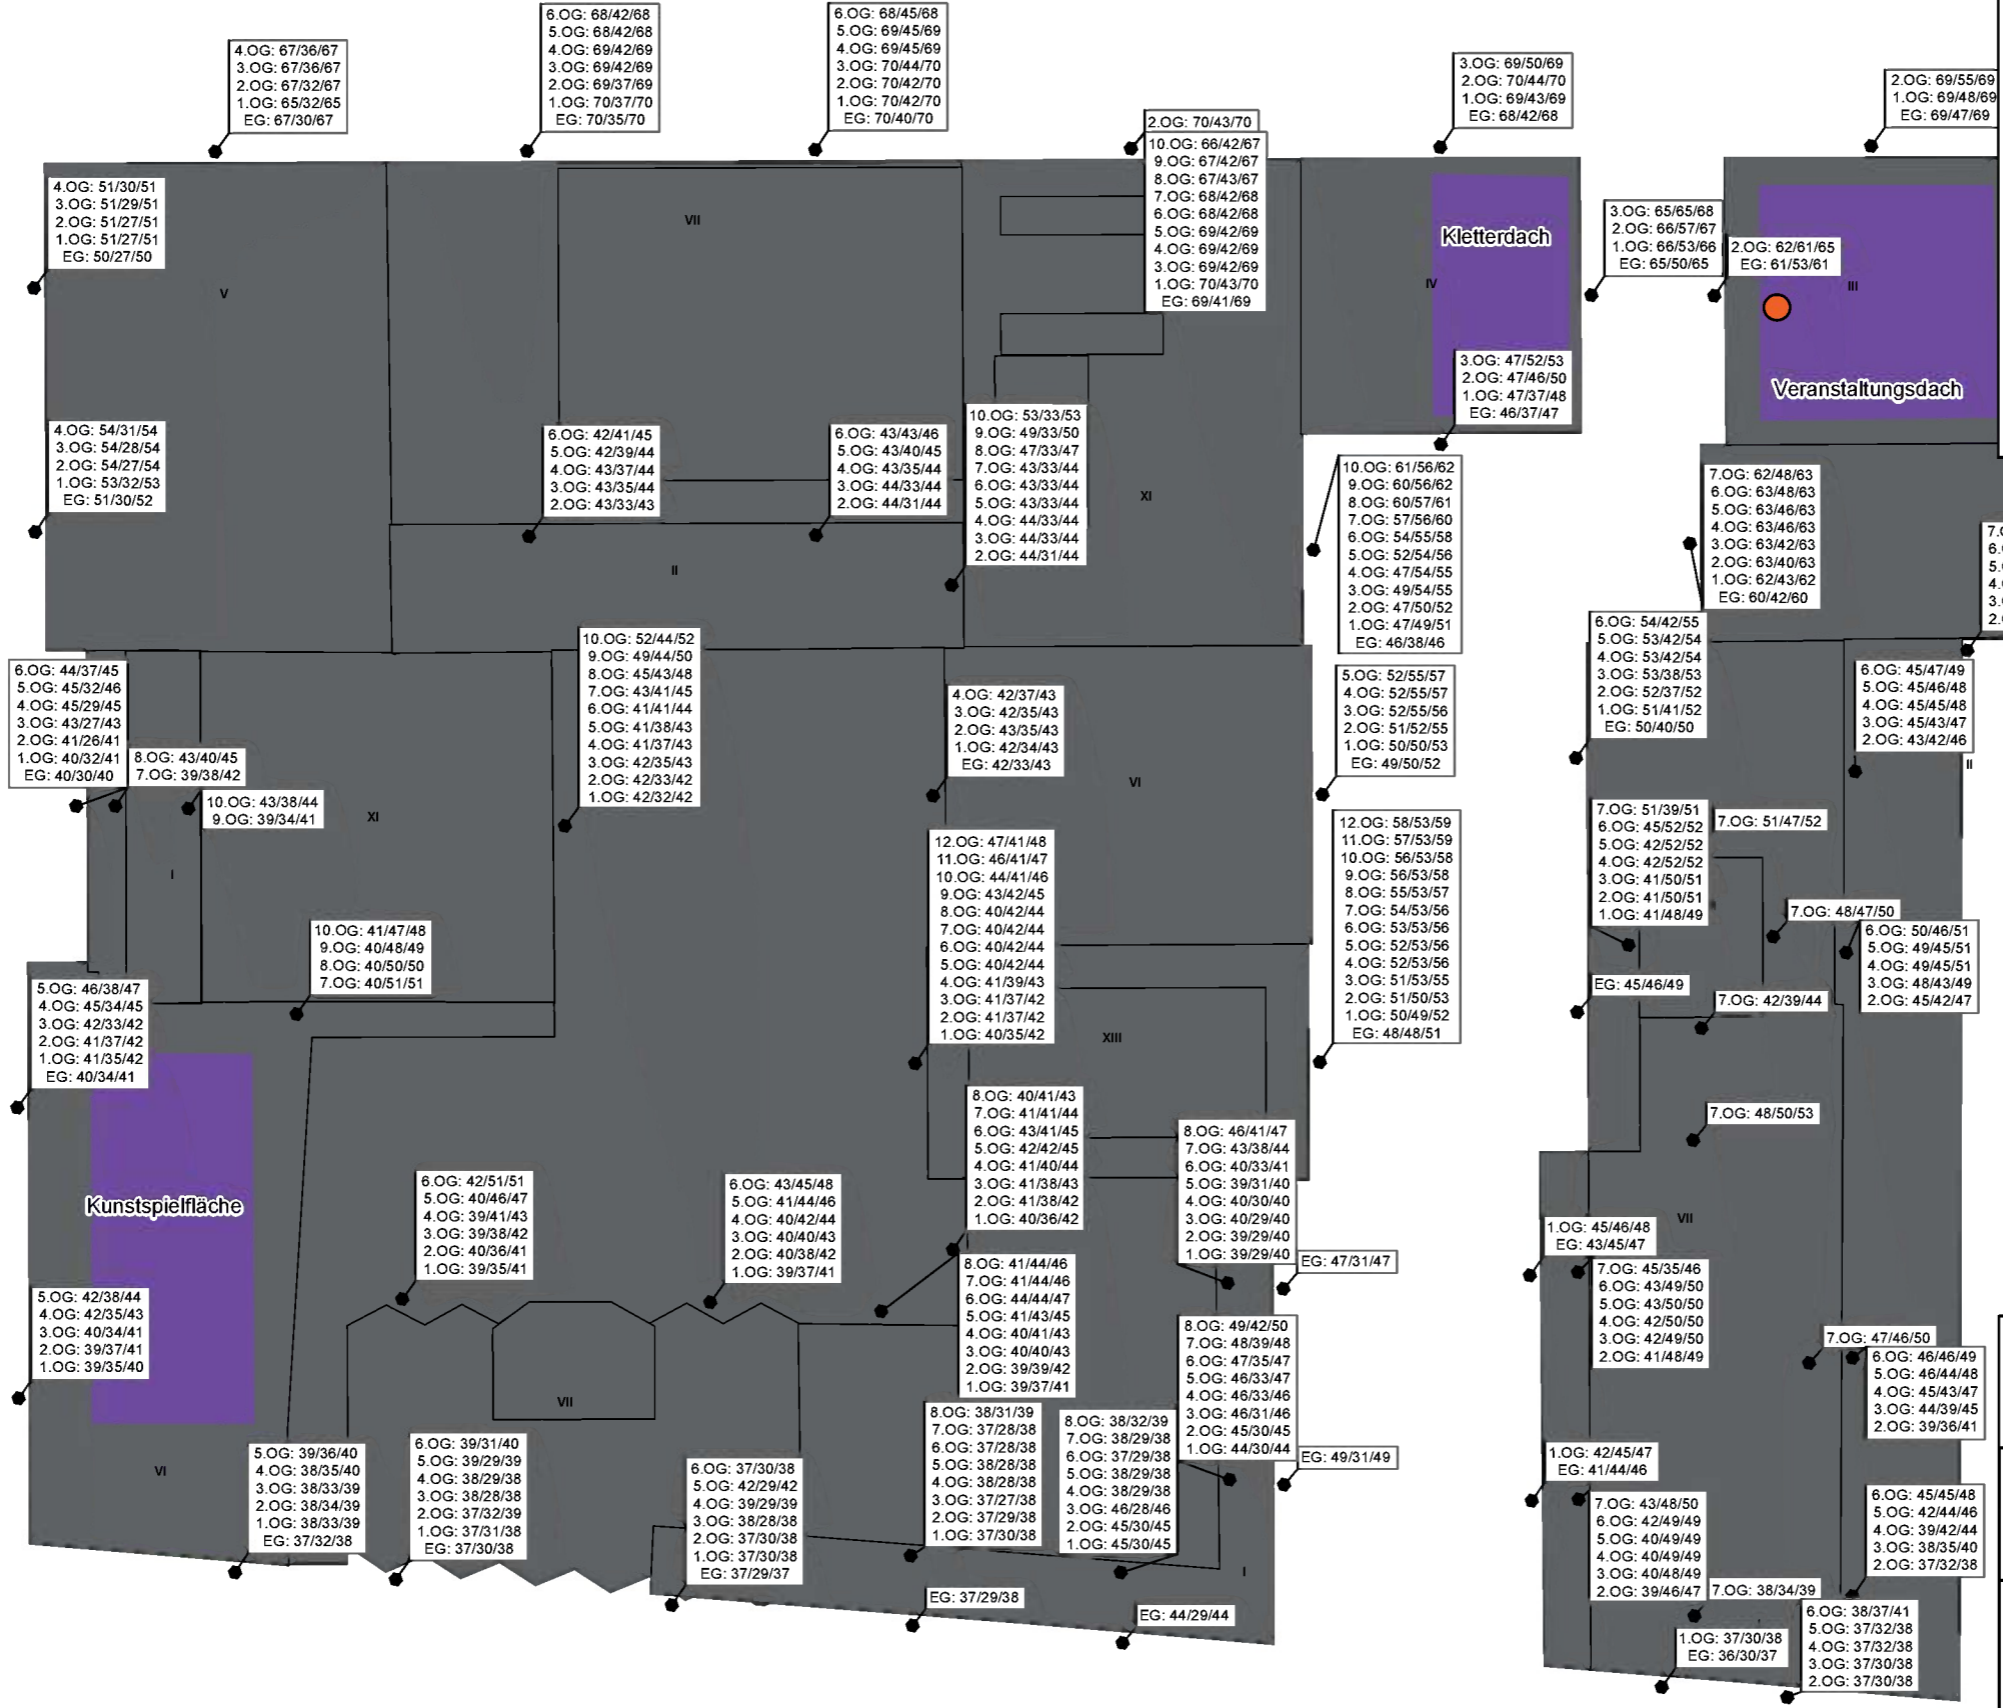 4.OG: 67/36/67
3.OG: 67/36/67
2.OG: 67/32/67
1.OG: 65/32/65
EG: 67/30/67
6.OG: 68/42/68
5.OG: 68/42/68
4.OG: 69/42/69
3.OG: 69/42/69
2.OG: 69/37/69
1.OG: 70/37/70
EG: 70/35/70
6.OG: 68/45/68
5.OG: 69/45/69
4.OG: 69/45/69
3.OG: 70/44/70
2.OG: 70/42/70
1.OG: 70/42/70
EG: 70/40/70
2.OG: 70/43/70
10.OG: 66/42/67
9.OG: 67/42/67
8.OG: 67/43/67
7.OG: 68/42/68
6.OG: 68/42/68
5.OG: 69/42/69
4.OG: 69/42/69
3.OG: 69/42/69
1.OG: 70/43/70
EG: 69/41/69
3.OG: 69/50/69
2.OG: 70/44/70
1.OG: 69/43/69
EG: 68/42/68
2.OG: 69/55/69
1.OG: 69/48/69
EG: 69/47/69
4.OG: 51/30/51
3.OG: 51/29/51
2.OG: 51/27/51
1.OG: 51/27/51
EG: 50/27/50
V
VII
Kletterdach
IV
3.OG: 65/65/68
2.OG: 66/57/67
1.OG: 66/53/66
EG: 65/50/65
2.OG: 62/61/65
EG: 61/53/61
III
Veranstaltungsdach
3.OG: 47/52/53
2.OG: 47/46/50
1.OG: 47/37/48
EG: 46/37/47
4.OG: 54/31/54
3.OG: 54/28/54
2.OG: 54/27/54
1.OG: 53/32/53
EG: 51/30/52
6.OG: 42/41/45
5.OG: 42/39/44
4.OG: 43/37/44
3.OG: 43/35/44
2.OG: 43/33/43
6.OG: 43/43/46
5.OG: 43/40/45
4.OG: 43/35/44
3.OG: 44/33/44
2.OG: 44/31/44
10.OG: 53/33/53
9.OG: 49/33/50
8.OG: 47/33/47
7.OG: 43/33/44
6.OG: 43/33/44
5.OG: 43/33/44
4.OG: 44/33/44
3.OG: 44/33/44
2.OG: 44/31/44
XI
II
10.OG: 61/56/62
9.OG: 60/56/62
8.OG: 60/57/61
7.OG: 57/56/60
6.OG: 54/55/58
5.OG: 52/54/56
4.OG: 47/54/55
3.OG: 49/54/55
2.OG: 47/50/52
1.OG: 47/49/51
EG: 46/38/46
7.OG: 62/48/63
6.OG: 63/48/63
5.OG: 63/46/63
4.OG: 63/46/63
3.OG: 63/42/63
2.OG: 63/40/63
1.OG: 62/43/62
EG: 60/42/60
6.OG: 44/37/45
5.OG: 45/32/46
4.OG: 45/29/45
3.OG: 43/27/43
2.OG: 41/26/41
1.OG: 40/32/41
EG: 40/30/40
8.OG: 43/40/45
7.OG: 39/38/42
10.OG: 43/38/44
9.OG: 39/34/41
XI
I
10.OG: 52/44/52
9.OG: 49/44/50
8.OG: 45/43/48
7.OG: 43/41/45
6.OG: 41/41/44
5.OG: 41/38/43
4.OG: 41/37/43
3.OG: 42/35/43
2.OG: 42/33/42
1.OG: 42/32/42
4.OG: 42/37/43
3.OG: 42/35/43
2.OG: 43/35/43
1.OG: 42/34/43
EG: 42/33/43
VI
5.OG: 52/55/57
4.OG: 52/55/57
3.OG: 52/55/56
2.OG: 51/52/55
1.OG: 50/50/53
EG: 49/50/52
6.OG: 54/42/55
5.OG: 53/42/54
4.OG: 53/42/54
3.OG: 53/38/53
2.OG: 52/37/52
1.OG: 51/41/52
EG: 50/40/50
6.OG: 45/47/49
5.OG: 45/46/48
4.OG: 45/45/48
3.OG: 45/43/47
2.OG: 43/42/46
II
12.OG: 58/53/59
11.OG: 57/53/59
10.OG: 56/53/58
9.OG: 56/53/58
8.OG: 55/53/57
7.OG: 54/53/56
6.OG: 53/53/56
5.OG: 52/53/56
4.OG: 52/53/56
3.OG: 51/53/55
2.OG: 51/50/53
1.OG: 50/49/52
EG: 48/48/51
7.OG: 51/39/51
6.OG: 45/52/52
5.OG: 42/52/52
4.OG: 42/52/52
3.OG: 41/50/51
2.OG: 41/50/51
1.OG: 41/48/49
7.OG: 51/47/52
7.OG: 48/47/50
6.OG: 50/46/51
5.OG: 49/45/51
4.OG: 49/45/51
3.OG: 48/43/49
2.OG: 45/42/47
EG: 45/46/49
7.OG: 42/39/44
12.OG: 47/41/48
11.OG: 46/41/47
10.OG: 44/41/46
9.OG: 43/42/45
8.OG: 40/42/44
7.OG: 40/42/44
6.OG: 40/42/44
5.OG: 40/42/44
4.OG: 41/39/43
3.OG: 41/37/42
2.OG: 41/37/42
1.OG: 40/35/42
XIII
10.OG: 41/47/48
9.OG: 40/48/49
8.OG: 40/50/50
7.OG: 40/51/51
5.OG: 46/38/47
4.OG: 45/34/45
3.OG: 42/33/42
2.OG: 41/37/42
1.OG: 41/35/42
EG: 40/34/41
Kunstspielfläche
8.OG: 40/41/43
7.OG: 41/41/44
6.OG: 43/41/45
5.OG: 42/42/45
4.OG: 41/40/44
3.OG: 41/38/43
2.OG: 41/38/42
1.OG: 40/36/42
8.OG: 46/41/47
7.OG: 43/38/44
6.OG: 40/33/41
5.OG: 39/31/40
4.OG: 40/30/40
3.OG: 40/29/40
2.OG: 39/29/40
1.OG: 39/29/40
EG: 47/31/47
7.OG: 48/50/53
VII
6.OG: 42/51/51
5.OG: 40/46/47
4.OG: 39/41/43
3.OG: 39/38/42
2.OG: 40/36/41
1.OG: 39/35/41
6.OG: 43/45/48
5.OG: 41/44/46
4.OG: 40/42/44
3.OG: 40/40/43
2.OG: 40/38/42
1.OG: 39/37/41
8.OG: 41/44/46
7.OG: 41/44/46
6.OG: 44/44/47
5.OG: 41/43/45
4.OG: 40/41/43
3.OG: 40/40/43
2.OG: 39/39/42
1.OG: 39/37/41
1.OG: 45/46/48
EG: 43/45/47
7.OG: 45/35/46
6.OG: 43/49/50
5.OG: 43/50/50
4.OG: 42/50/50
3.OG: 42/49/50
2.OG: 41/48/49
5.OG: 42/38/44
4.OG: 42/35/43
3.OG: 40/34/41
2.OG: 39/37/41
1.OG: 39/35/40
VII
8.OG: 49/42/50
7.OG: 48/39/48
6.OG: 47/35/47
5.OG: 46/33/47
4.OG: 46/33/46
3.OG: 46/31/46
2.OG: 45/30/45
1.OG: 44/30/44
EG: 49/31/49
7.OG: 47/46/50
6.OG: 46/46/49
5.OG: 46/44/48
4.OG: 45/43/47
3.OG: 44/39/45
2.OG: 39/36/41
VI
5.OG: 39/36/40
4.OG: 38/35/40
3.OG: 38/33/39
2.OG: 38/34/39
1.OG: 38/33/39
EG: 37/32/38
6.OG: 39/31/40
5.OG: 39/29/39
4.OG: 38/29/38
3.OG: 38/28/38
2.OG: 37/32/39
1.OG: 37/31/38
EG: 37/30/38
6.OG: 37/30/38
5.OG: 42/29/42
4.OG: 39/29/39
3.OG: 38/28/38
2.OG: 37/30/38
1.OG: 37/30/38
EG: 37/29/37
8.OG: 38/31/39
7.OG: 37/28/38
6.OG: 37/28/38
5.OG: 38/28/38
4.OG: 38/28/38
3.OG: 37/27/38
2.OG: 37/29/38
1.OG: 37/30/38
8.OG: 38/32/39
7.OG: 38/29/38
6.OG: 37/29/38
5.OG: 38/29/38
4.OG: 38/29/38
3.OG: 46/28/46
2.OG: 45/30/45
1.OG: 45/30/45
I
EG: 37/29/38
EG: 44/29/44
1.OG: 42/45/47
EG: 41/44/46
7.OG: 43/48/50
6.OG: 42/49/49
5.OG: 40/49/49
4.OG: 40/49/49
3.OG: 40/48/49
2.OG: 39/46/47
6.OG: 45/45/48
5.OG: 42/44/46
4.OG: 39/42/44
3.OG: 38/35/40
2.OG: 37/32/38
7.OG: 38/34/39
6.OG: 38/37/41
5.OG: 37/32/38
4.OG: 37/32/38
3.OG: 37/30/38
2.OG: 37/30/38
1.OG: 37/30/38
EG: 36/30/37